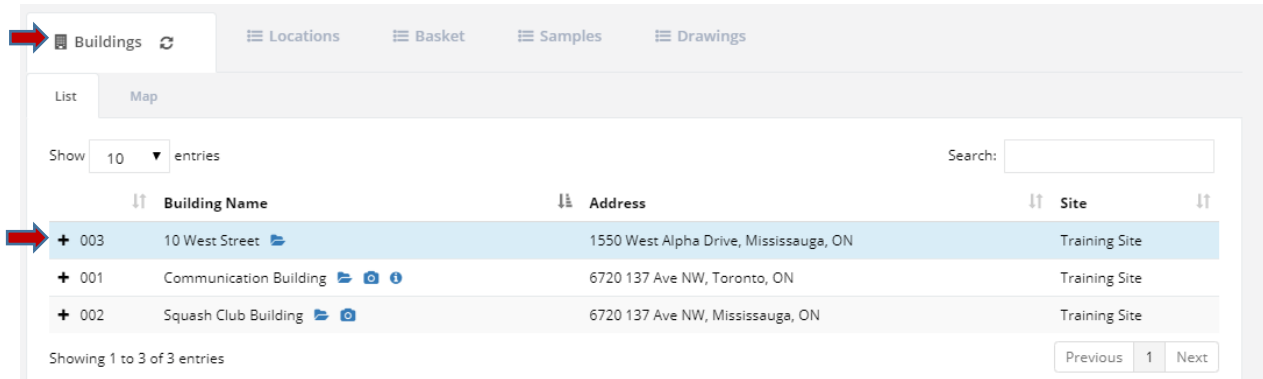 Buildings Locations Basket Samples Drawings
List Map
Show 10 entries Search:
Building Name Address Site
003 10 West Street 1550 West Alpha Drive, Mississauga, ON Training Site
001 Communication Building 6720 137 Ave NW, Toronto, ON Training Site
002 Squash Club Building 6720 137 Ave NW, Mississauga, ON Training Site
Showing 1 to 3 of 3 entries Previous 1 Next